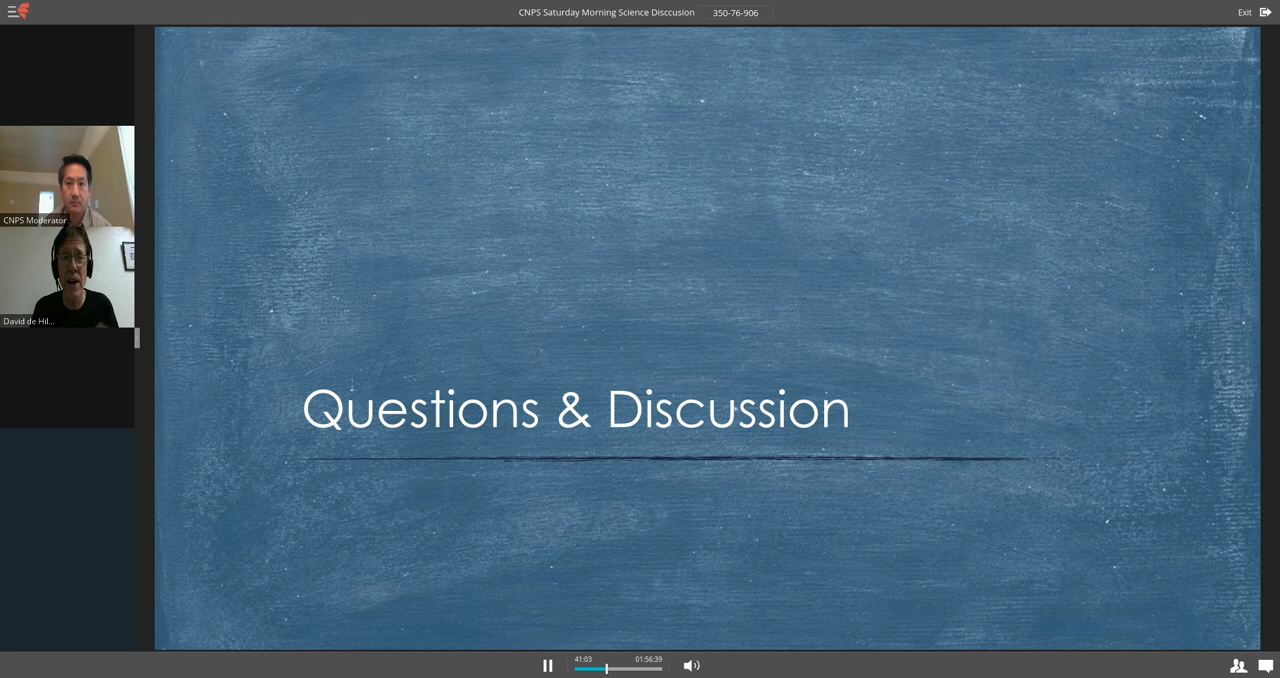 CNPS Saturday Morning Science Disccusion 350-76-906
Exit
CNPS Moderator
David de Hil...
Questions & Discussion
41:03 01:56:39